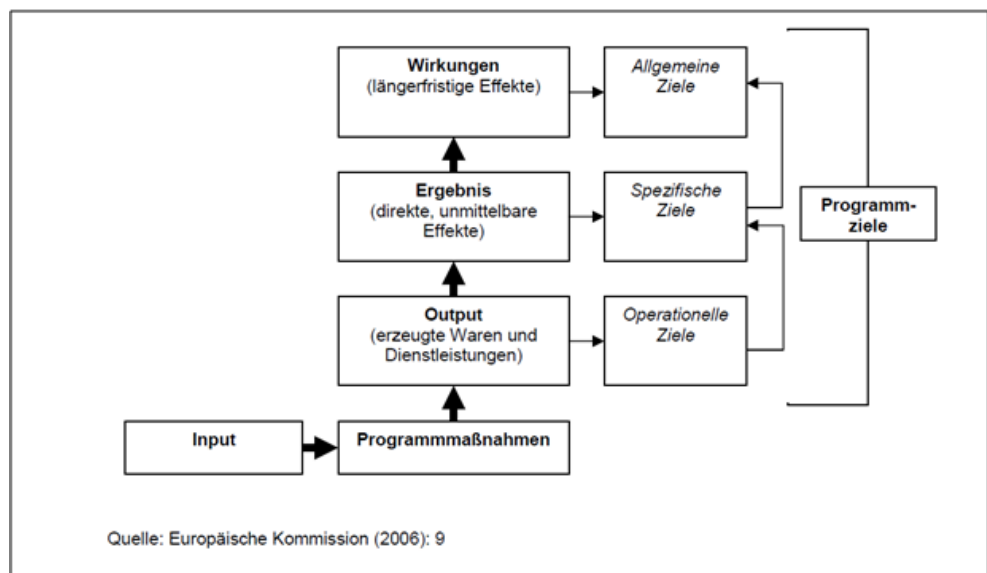 Wirkungen
(längerfristige Effekte)
Allgemeine
Ziele
Ergebnis
(direkte, unmittelbare
Effekte)
Spezifische
Ziele
Programm-
ziele
Output
(erzeugte Waren und
Dienstleistungen)
Operationelle
Ziele
Input
Programmmaßnahmen
Quelle: Europäische Kommission (2006): 9